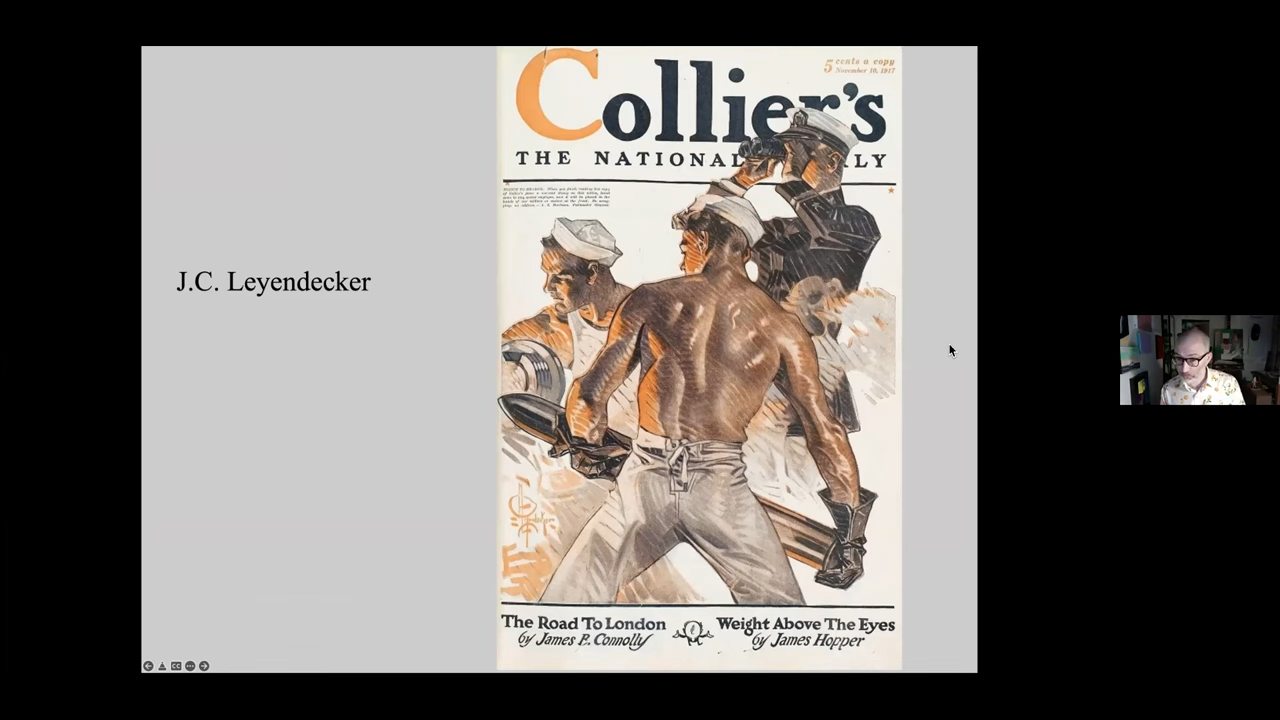 J.C. Leyendecker
Collier's
5 cents a copy
November 10, 1917
THE NATIONAL LY
The Road To London
by James B. Connolly
Weight Above The Eyes
by James Hopper